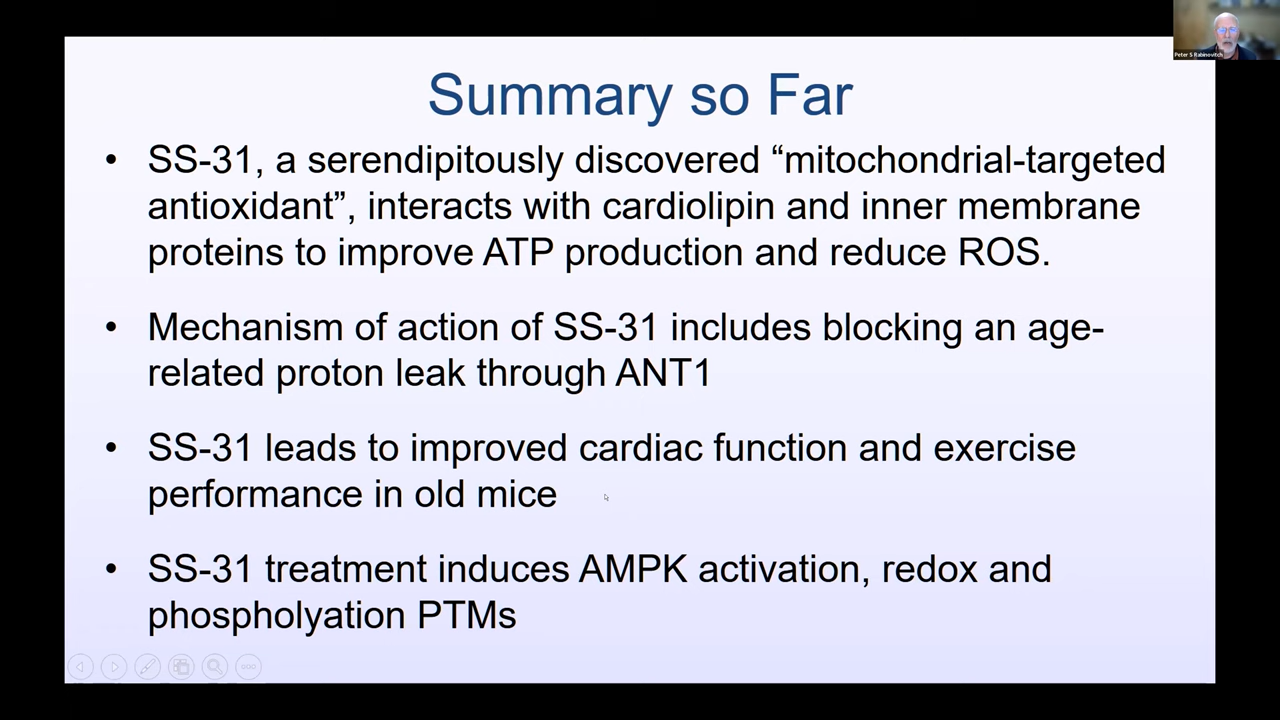 Peter S Rabinovitch
Summary so Far
• SS-31, a serendipitously discovered “mitochondrial-targeted
antioxidant”, interacts with cardiolipin and inner membrane
proteins to improve ATP production and reduce ROS.
• Mechanism of action of SS-31 includes blocking an age-
related proton leak through ANT1
• SS-31 leads to improved cardiac function and exercise
performance in old mice
• SS-31 treatment induces AMPK activation, redox and
phospholyation PTMs